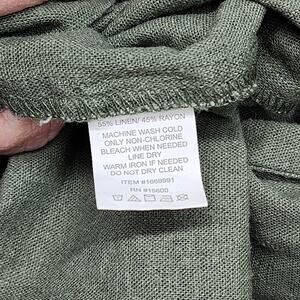 55% LINEN/ 45% RAYON
MACHINE WASH COLD
ONLY NON-CHLORINE
BLEACH WHEN NEEDED
LINE DRY
WARM IRON IF NEEDED
DO NOT DRY CLEAN
ITEM #1669991
RN #15600